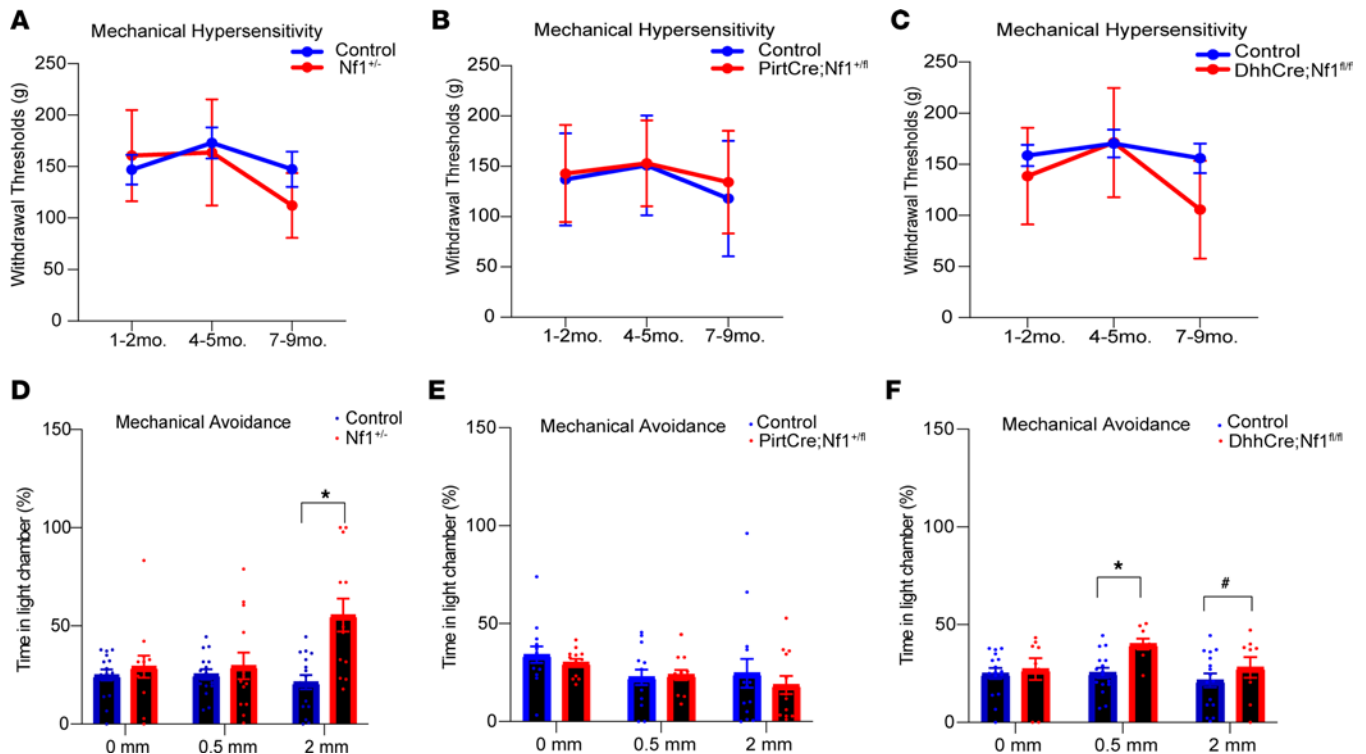 A
Mechanical Hypersensitivity
Control
Nf1+/-
Withdrawal Thresholds (g)
250
200
150
100
50
0
1-2mo.
4-5mo.
7-9mo.
B
Mechanical Hypersensitivity
Control
PirtCre;Nf1+/fl
Withdrawal Thresholds (g)
250
200
150
100
50
0
1-2mo.
4-5mo.
7-9mo.
C
Mechanical Hypersensitivity
Control
DhhCre;Nf1fl/fl
Withdrawal Thresholds (g)
250
200
150
100
50
0
1-2mo.
4-5mo.
7-9mo.
D
Mechanical Avoidance
Control
Nf1+/-
Time in light chamber (%)
150
100
50
0
*
0 mm
0.5 mm
2 mm
E
Mechanical Avoidance
Control
PirtCre;Nf1+/fl
Time in light chamber (%)
150
100
50
0
0 mm
0.5 mm
2 mm
F
Mechanical Avoidance
Control
DhhCre;Nf1fl/fl
Time in light chamber (%)
150
100
50
0
*
#
0 mm
0.5 mm
2 mm